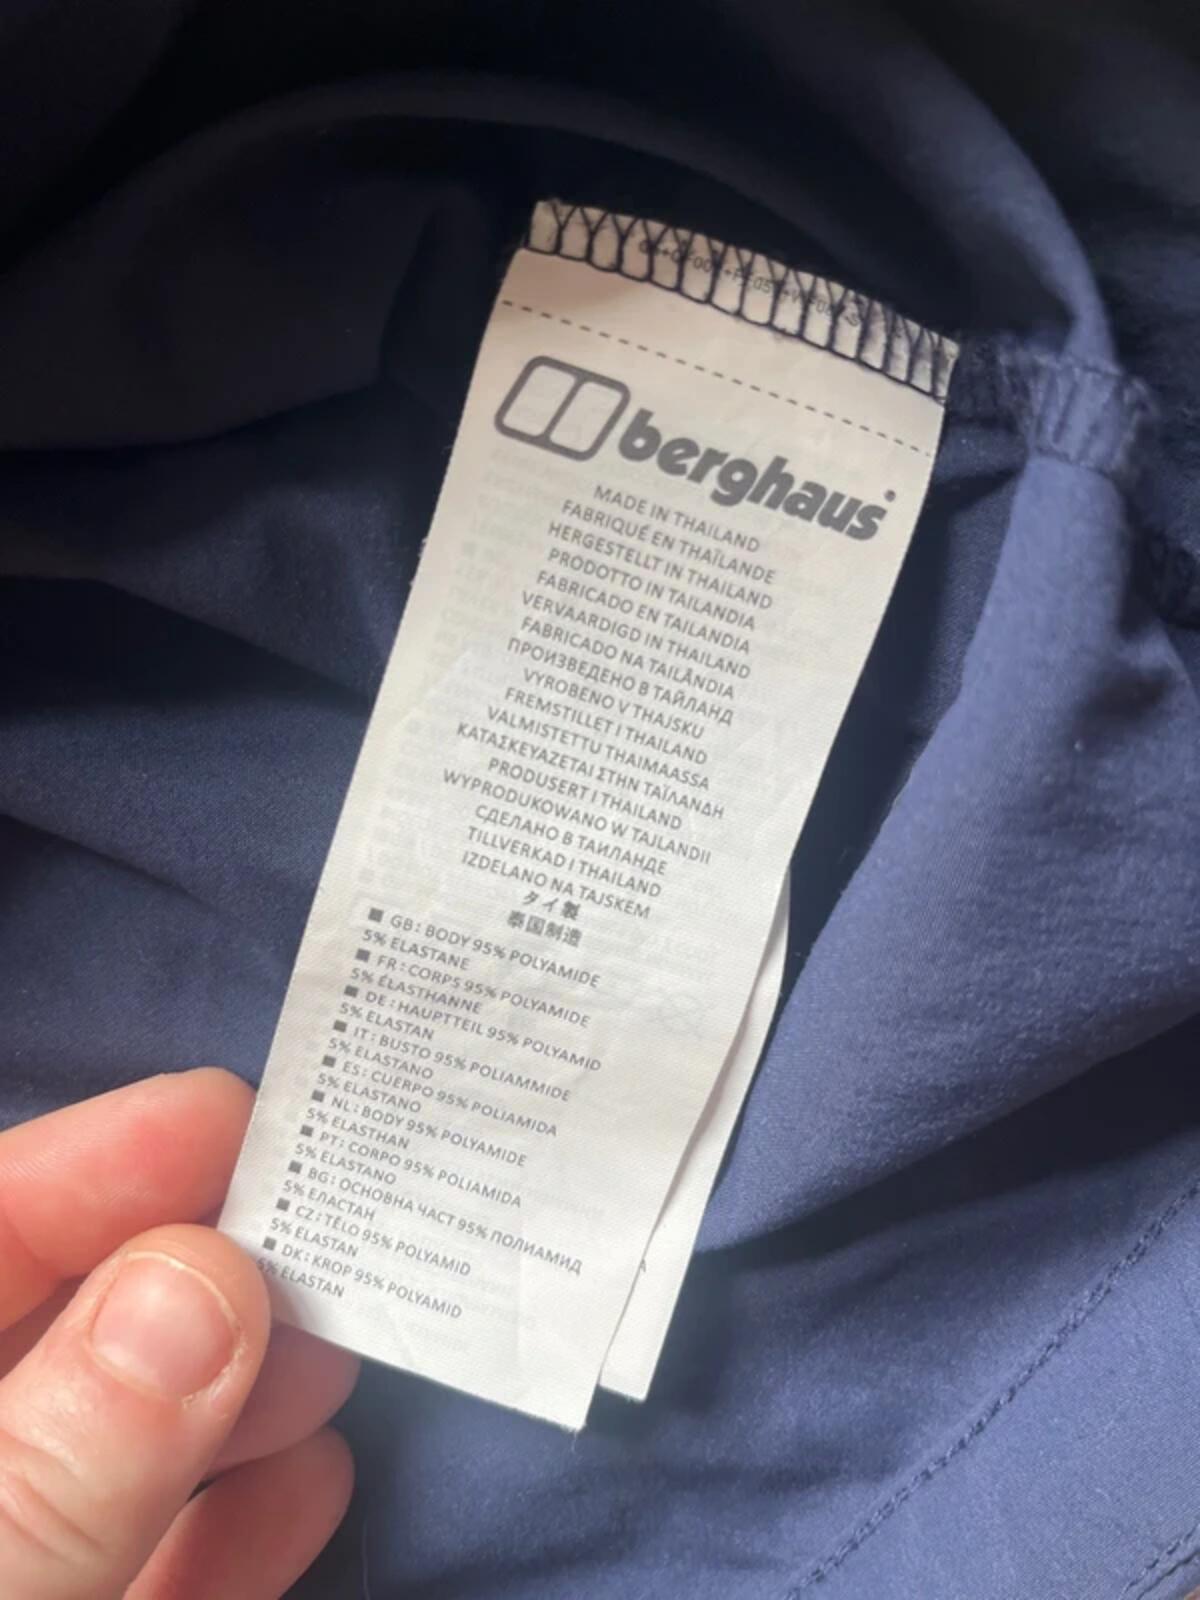 berghaus
MADE IN THAILAND
FABRIQUÉ EN THAÏLANDE
HERGESTELLT IN THAILAND
PRODOTTO IN TAILANDIA
FABRICADO EN TAILANDIA
VERVAARDIGD IN THAILAND
FABRICADO NA TAILÂNDIA
ПРОИЗВЕДЕНО В ТАЙЛАНД
VYROBENO V THAJSKU
FREMSTILLET I THAILAND
VALMISTETTU THAIMAASSA
ΚΑΤΑΣΚΕΥΑΖΕΤΑΙ ΣΤΗΝ ΤΑΪΛΑΝΔΗ
PRODUSERT I THAILAND
WYPRODUKOWANO W TAJLANDII
СДЕЛАНО В ТАИЛАНДЕ
TILLVERKAD I THAILAND
IZDELANO NA TAJSKEM
タイ製
泰国制造
GB: BODY 95% POLYAMIDE
5% ELASTANE
FR: CORPS 95% POLYAMIDE
5% ÉLASTHANNE
DE: HAUPTTEIL 95% POLYAMID
5% ELASTAN
IT: BUSTO 95% POLIAMMIDE
5% ELASTANO
ES: CUERPO 95% POLIAMIDA
5% ELASTANO
NL: BODY 95% POLYAMIDE
5% ELASTHAN
PT: CORPO 95% POLIAMIDA
5% ELASTANO
BG: ОСНОВНА ЧАСТ 95% ПОЛИАМИД
5% ЕЛАСТАН
CZ: TĚLO 95% POLYAMID
5% ELASTAN
DK: KROP 95% POLYAMID
5% ELASTAN